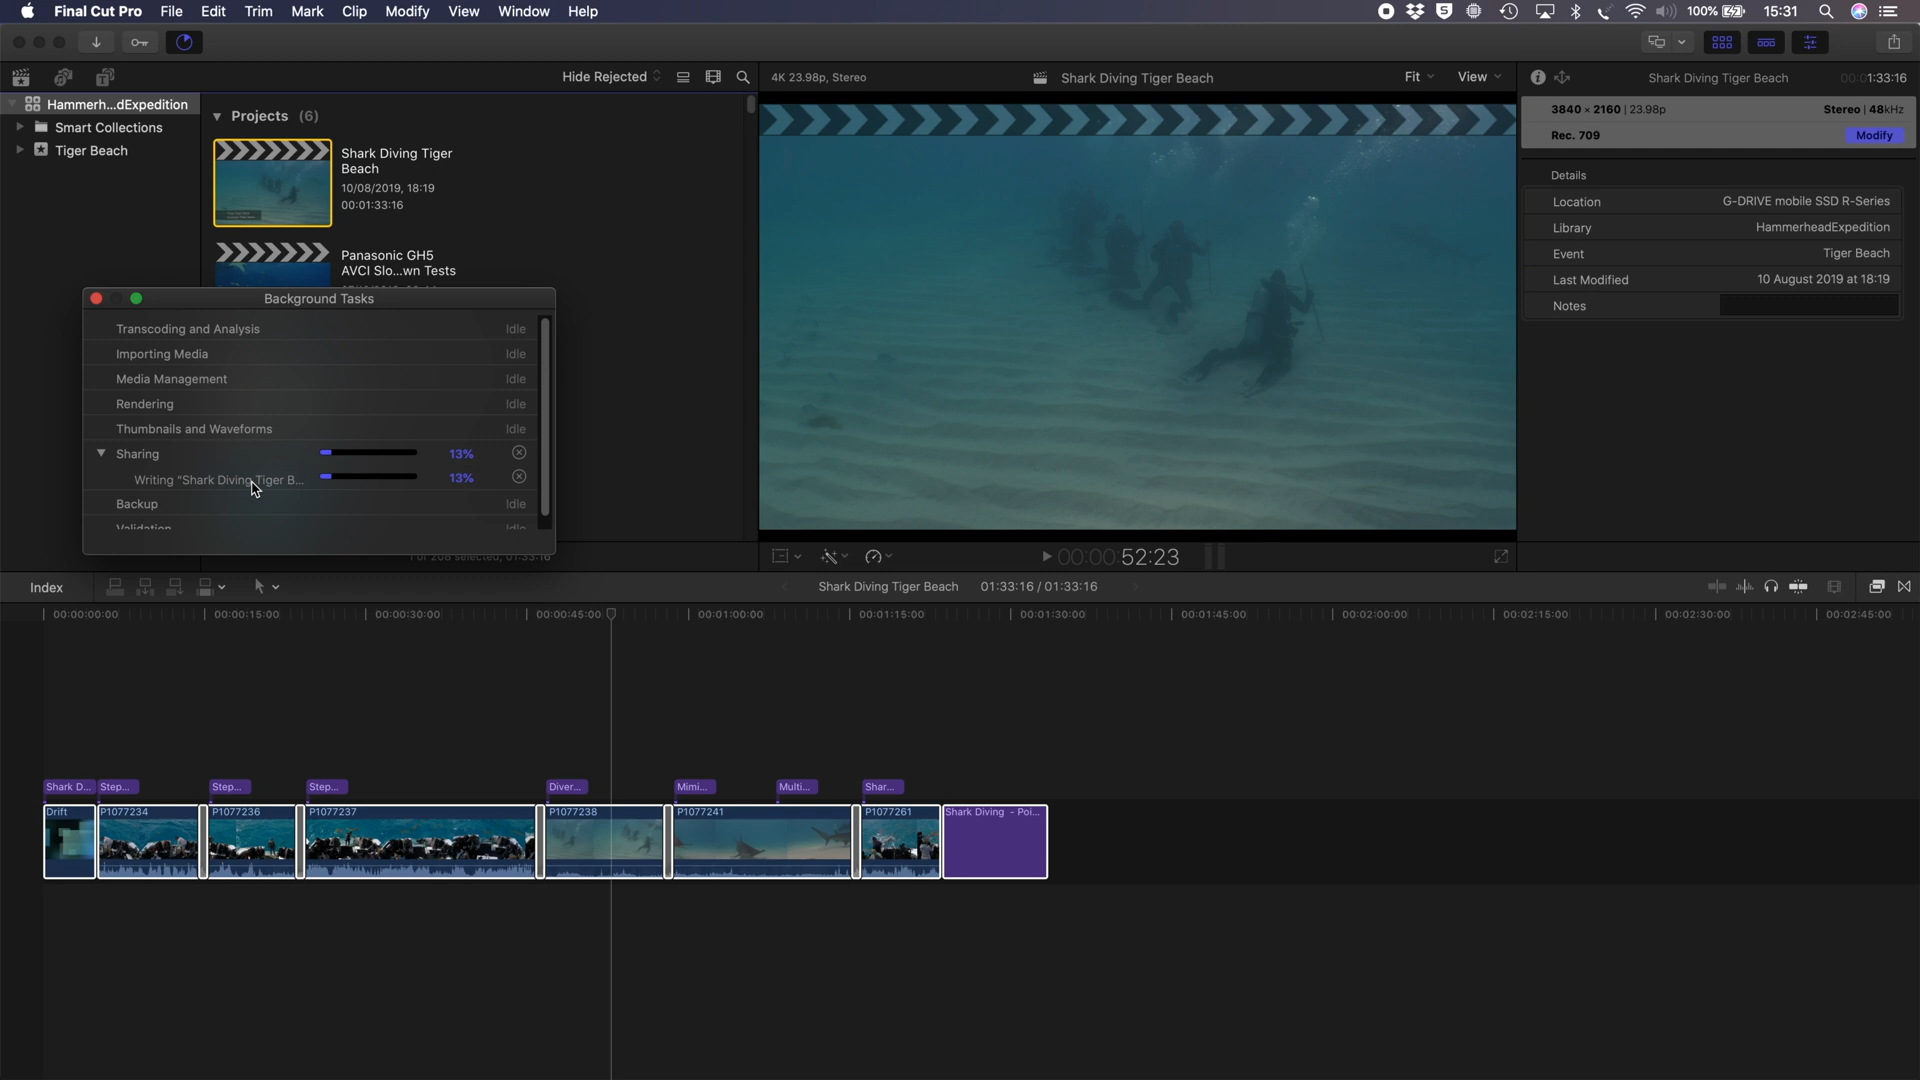 Final Cut Pro File Edit Trim Mark Clip Modify View Window Help 100% 15:31
Hide Rejected
4K 23.98p, Stereo Shark Diving Tiger Beach Fit View
Shark Diving Tiger Beach 00:01:33:16
Hammerh...dExpedition
Smart Collections
Tiger Beach
Projects (6)
Shark Diving Tiger
Beach
10/08/2019, 18:19
00:01:33:16
Panasonic GH5
AVCI Slo...wn Tests
3840 × 2160 | 23.98p Stereo | 48kHz
Rec. 709 Modify
Details
Location G-DRIVE mobile SSD R-Series
Library HammerheadExpedition
Event Tiger Beach
Last Modified 10 August 2019 at 18:19
Notes
Background Tasks
Transcoding and Analysis Idle
Importing Media Idle
Media Management Idle
Rendering Idle
Thumbnails and Waveforms Idle
Sharing 13%
Writing “Shark Diving Tiger B... 13%
Backup Idle
Validation Idle
1 of 208 selected, 01:33:16
00:00:52:23
Index
Shark Diving Tiger Beach 01:33:16 / 01:33:16
00:00:00:00 00:00:15:00 00:00:30:00 00:00:45:00 00:01:00:00 00:01:15:00 00:01:30:00 00:01:45:00 00:02:00:00 00:02:15:00 00:02:30:00 00:02:45:00
Shark D... Step... Step... Step... Diver... Mimi... Multi... Shar...
Drift P1077234 P1077236 P1077237 P1077238 P1077241 P1077261 Shark Diving - Poi...